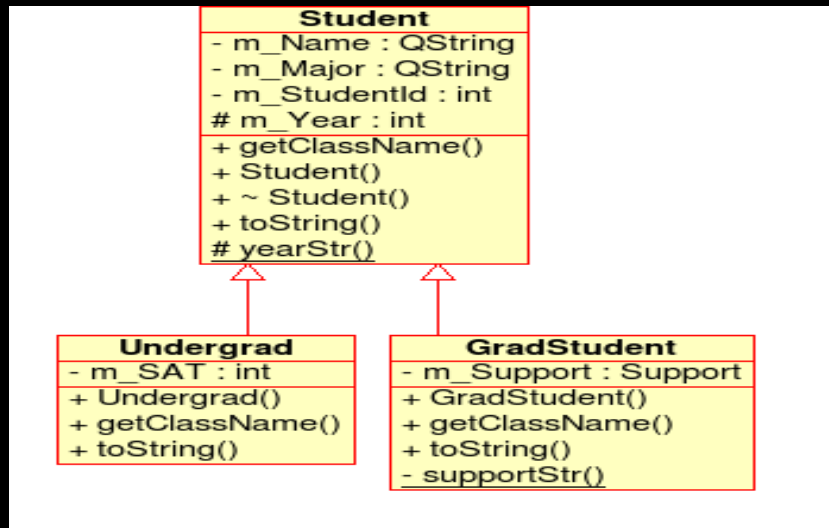 Student
- m_Name : QString
- m_Major : QString
- m_StudentId : int
# m_Year : int
+ getClassName()
+ Student()
+ ~ Student()
+ toString()
# yearStr()
Undergrad
- m_SAT : int
+ Undergrad()
+ getClassName()
+ toString()
GradStudent
- m_Support : Support
+ GradStudent()
+ getClassName()
+ toString()
- supportStr()